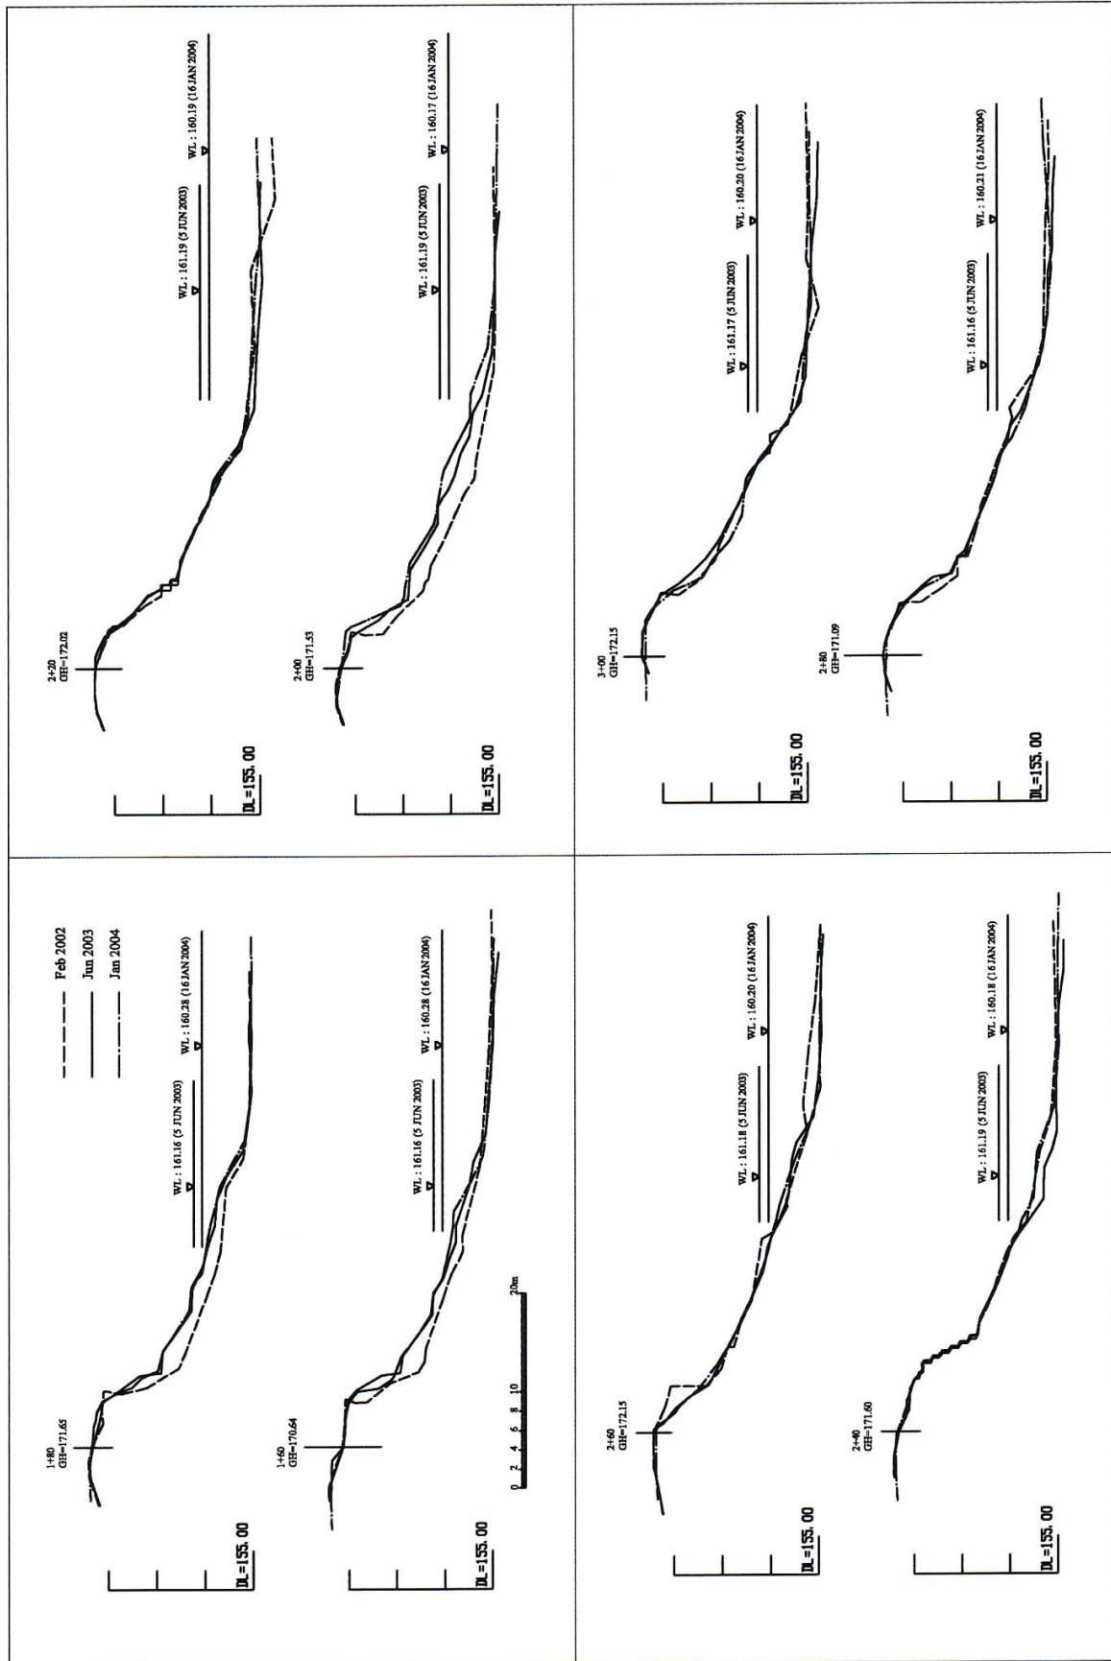 Feb 2002
Jun 2003
Jan 2004
1+80
GH=171.65
WL : 161.16 (5 JUN 2003)
WL : 160.28 (16 JAN 2004)
DL=155.00
1+60
GH=170.64
WL : 161.16 (5 JUN 2003)
WL : 160.28 (16 JAN 2004)
DL=155.00
0 2 4 6 8 10 20m
2+20
GH=172.02
WL : 161.19 (5 JUN 2003)
WL : 160.19 (16 JAN 2004)
DL=155.00
2+00
GH=171.53
WL : 161.19 (5 JUN 2003)
WL : 160.17 (16 JAN 2004)
DL=155.00
2+60
GH=172.15
WL : 161.18 (5 JUN 2003)
WL : 160.20 (16 JAN 2004)
DL=155.00
2+40
GH=171.60
WL : 161.19 (5 JUN 2003)
WL : 160.18 (16 JAN 2004)
DL=155.00
3+00
GH=172.15
WL : 161.17 (5 JUN 2003)
WL : 160.20 (16 JAN 2004)
DL=155.00
2+80
GH=171.09
WL : 161.16 (5 JUN 2003)
WL : 160.21 (16 JAN 2004)
DL=155.00